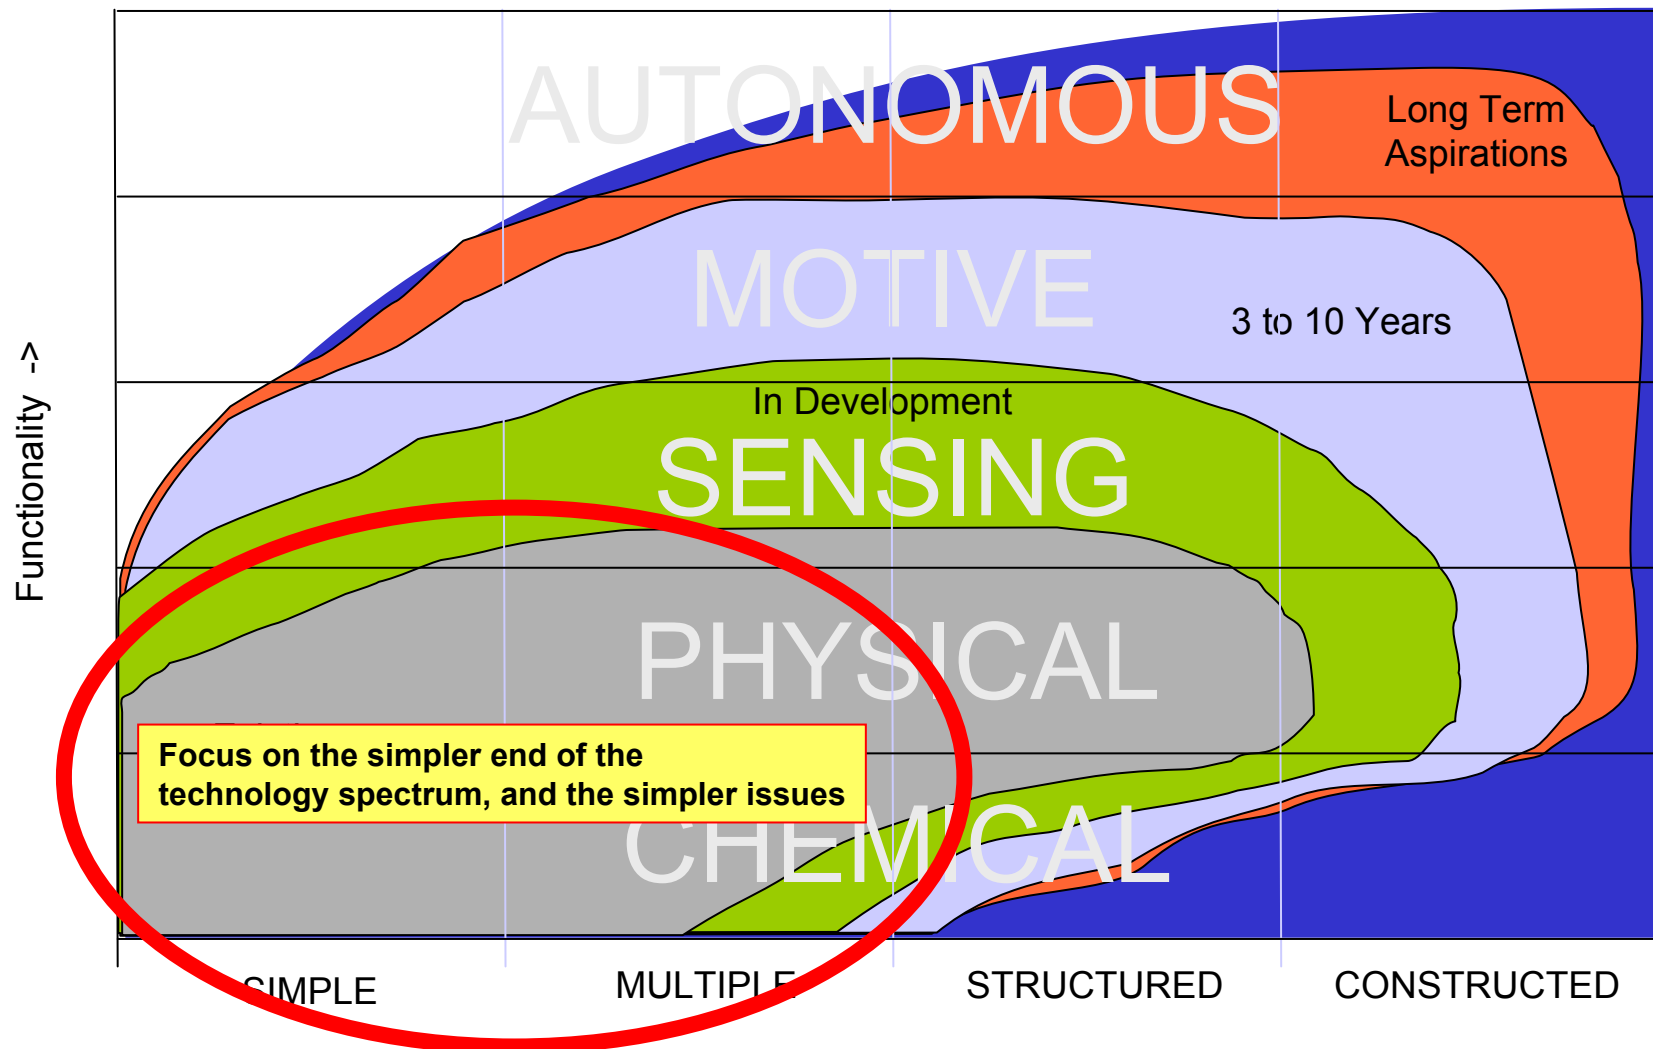 AUTONOMOUS
Long Term
Aspirations
MOTIVE
3 to 10 Years
Functionality ->
In Development
SENSING
PHYSICAL
Focus on the simpler end of the
technology spectrum, and the simpler issues
CHEMICAL
SIMPLE
MULTIPLE
STRUCTURED
CONSTRUCTED